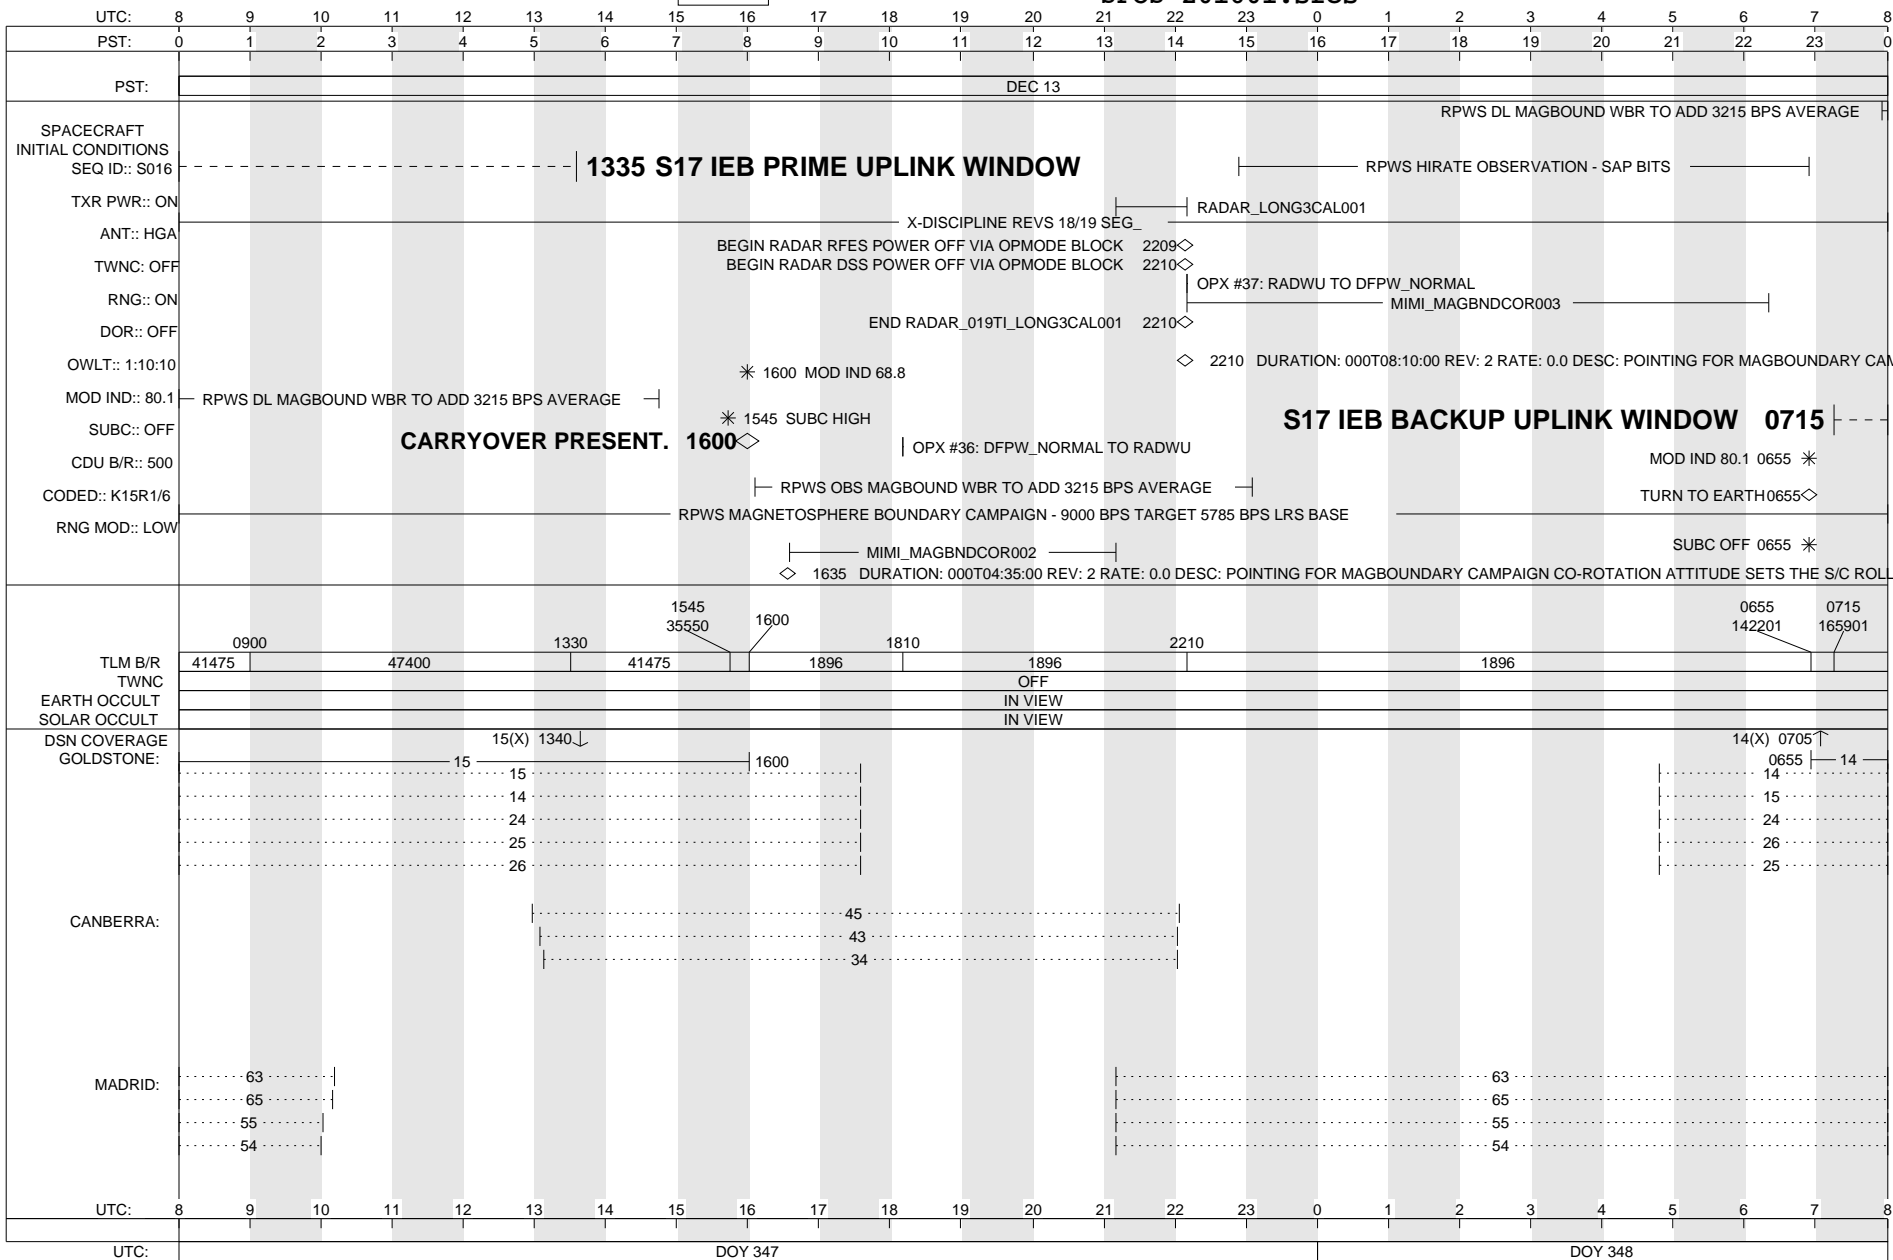 UTC: 8 9 10 11 12 13 14 15 16 17 18 19 20 21 22 23 0 1 2 3 4 5 6 7 8
PST: 0 1 2 3 4 5 6 7 8 9 10 11 12 13 14 15 16 17 18 19 20 21 22 23 0
PST: DEC 13
RPWS DL MAGBOUND WBR TO ADD 3215 BPS AVERAGE
SPACECRAFT
INITIAL CONDITIONS
SEQ ID:: S016
1335 S17 IEB PRIME UPLINK WINDOW
RPWS HIRATE OBSERVATION - SAP BITS
TXR PWR:: ON
RADAR_LONG3CAL001
X-DISCIPLINE REVS 18/19 SEG_
ANT:: HGA
BEGIN RADAR RFES POWER OFF VIA OPMODE BLOCK 2209
TWNC: OFF
BEGIN RADAR DSS POWER OFF VIA OPMODE BLOCK 2210
OPX #37: RADWU TO DFPW_NORMAL
RNG:: ON
MIMI_MAGBNDCOR003
DOR:: OFF
END RADAR_019TI_LONG3CAL001 2210
OWLT:: 1:10:10
2210 DURATION: 000T08:10:00 REV: 2 RATE: 0.0 DESC: POINTING FOR MAGBOUNDARY CAM
1600 MOD IND 68.8
MOD IND:: 80.1
RPWS DL MAGBOUND WBR TO ADD 3215 BPS AVERAGE
1545 SUBC HIGH
S17 IEB BACKUP UPLINK WINDOW 0715
SUBC:: OFF
CARRYOVER PRESENT. 1600
OPX #36: DFPW_NORMAL TO RADWU
CDU B/R:: 500
MOD IND 80.1 0655
RPWS OBS MAGBOUND WBR TO ADD 3215 BPS AVERAGE
CODED:: K15R1/6
TURN TO EARTH 0655
RPWS MAGNETOSPHERE BOUNDARY CAMPAIGN - 9000 BPS TARGET 5785 BPS LRS BASE
RNG MOD:: LOW
SUBC OFF 0655
MIMI_MAGBNDCOR002
1635 DURATION: 000T04:35:00 REV: 2 RATE: 0.0 DESC: POINTING FOR MAGBOUNDARY CAMPAIGN CO-ROTATION ATTITUDE SETS THE S/C ROLL
1545 0655 0715
35550 1600 142201 165901
0900 1330 1810 2210
TLM B/R 41475 47400 41475 1896 1896 1896
TWNC OFF
EARTH OCCULT IN VIEW
SOLAR OCCULT IN VIEW
DSN COVERAGE 15(X) 1340 14(X) 0705
GOLDSTONE: 15 1600 0655 14
15 14
14 15
24 24
25 26
26 25
CANBERRA: 45
43
34
MADRID: 63 63
65 65
55 55
54 54
UTC: 8 9 10 11 12 13 14 15 16 17 18 19 20 21 22 23 0 1 2 3 4 5 6 7 8
UTC: DOY 347 DOY 348